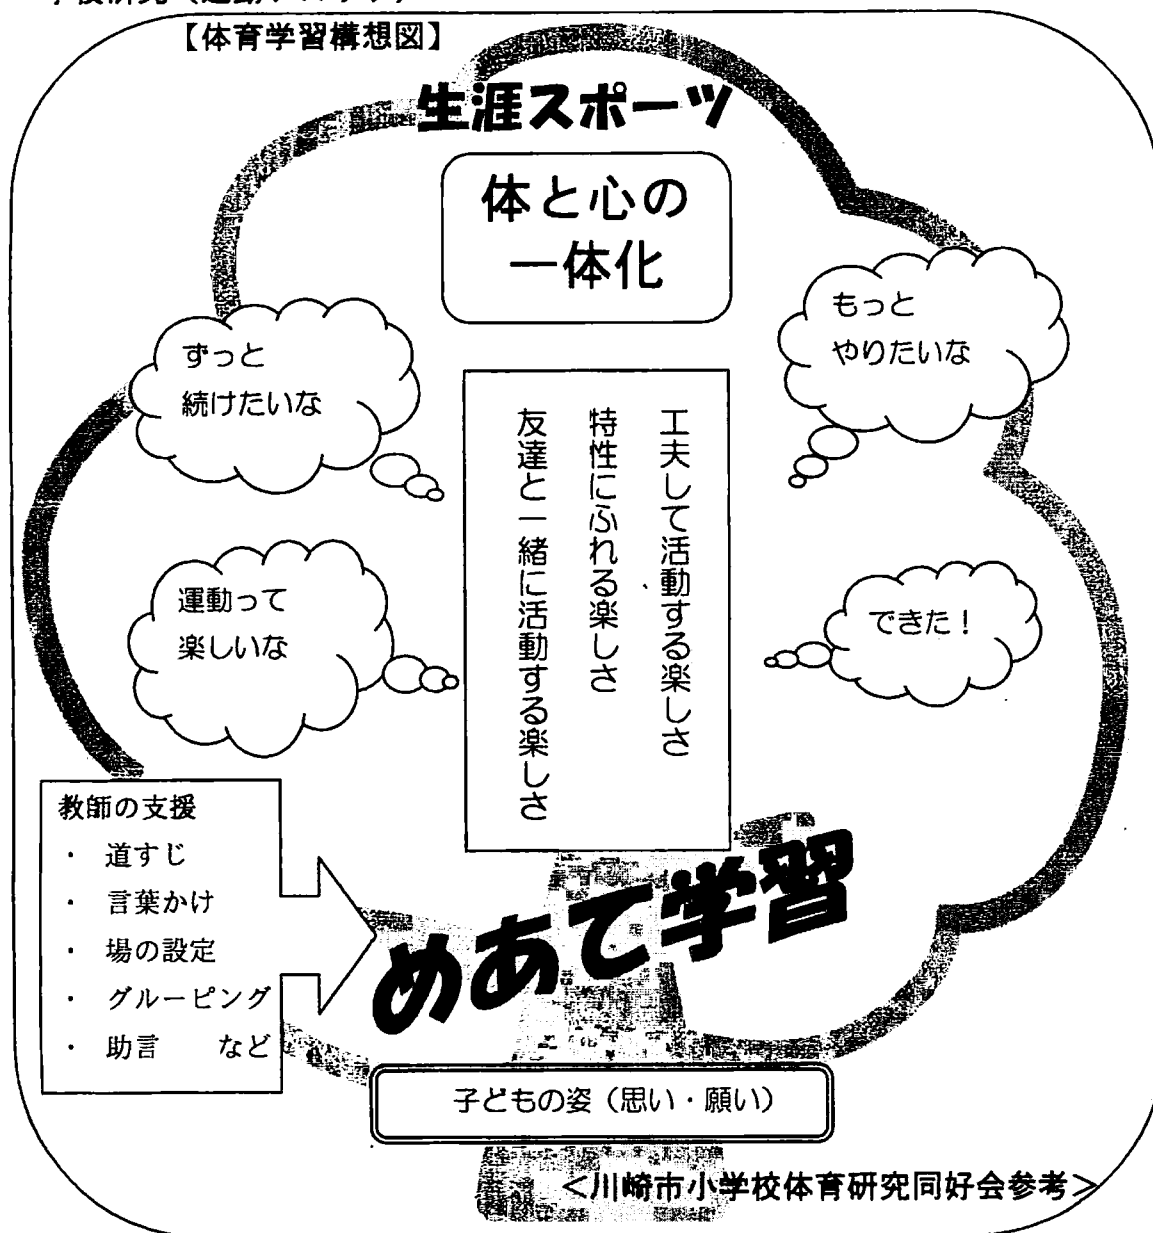 【体育学習構想図】
生涯スポーツ
体と心の
一体化
ずっと
続けたいな
もっと
やりたいな
工夫して活動する楽しさ
特性にふれる楽しさ
友達と一緒に活動する楽しさ
運動って
楽しいな
できた！
教師の支援
・ 道すじ
・ 言葉かけ
・ 場の設定
・ グルーピング
・ 助言　など
めあて学習
子どもの姿（思い・願い）
＜川崎市小学校体育研究同好会参考＞